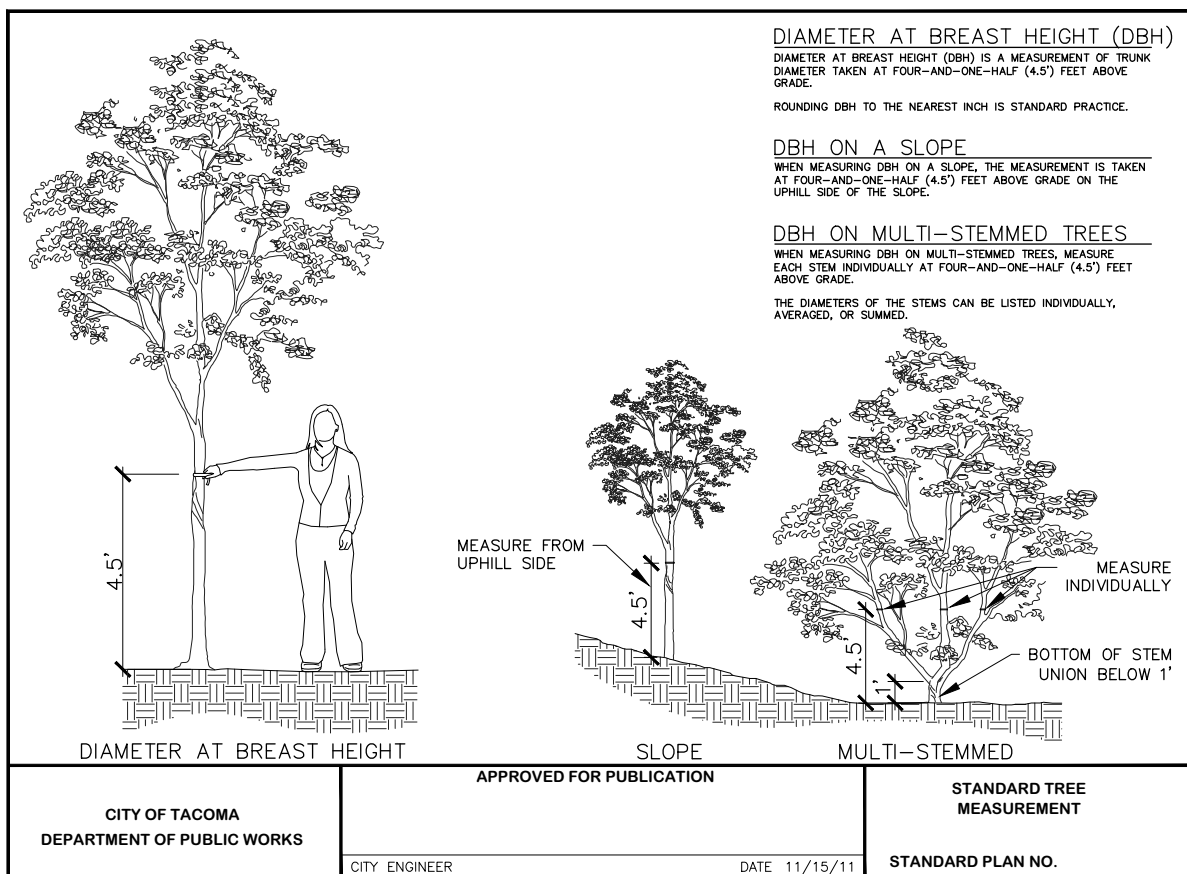 DIAMETER AT BREAST HEIGHT (DBH)
DIAMETER AT BREAST HEIGHT (DBH) IS A MEASUREMENT OF TRUNK
DIAMETER TAKEN AT FOUR-AND-ONE-HALF (4.5') FEET ABOVE
GRADE.
ROUNDING DBH TO THE NEAREST INCH IS STANDARD PRACTICE.
DBH ON A SLOPE
WHEN MEASURING DBH ON A SLOPE, THE MEASUREMENT IS TAKEN
AT FOUR-AND-ONE-HALF (4.5') FEET ABOVE GRADE ON THE
UPHILL SIDE OF THE SLOPE.
DBH ON MULTI-STEMMED TREES
WHEN MEASURING DBH ON MULTI-STEMMED TREES, MEASURE
EACH STEM INDIVIDUALLY AT FOUR-AND-ONE-HALF (4.5') FEET
ABOVE GRADE.
THE DIAMETERS OF THE STEMS CAN BE LISTED INDIVIDUALLY,
AVERAGED, OR SUMMED.
4.5'
MEASURE FROM
UPHILL SIDE
4.5'
MEASURE
INDIVIDUALLY
4.5'
1'
BOTTOM OF STEM
UNION BELOW 1'
DIAMETER AT BREAST HEIGHT
SLOPE
MULTI-STEMMED
CITY OF TACOMA
DEPARTMENT OF PUBLIC WORKS
APPROVED FOR PUBLICATION
CITY ENGINEER
DATE 11/15/11
STANDARD TREE
MEASUREMENT
STANDARD PLAN NO.